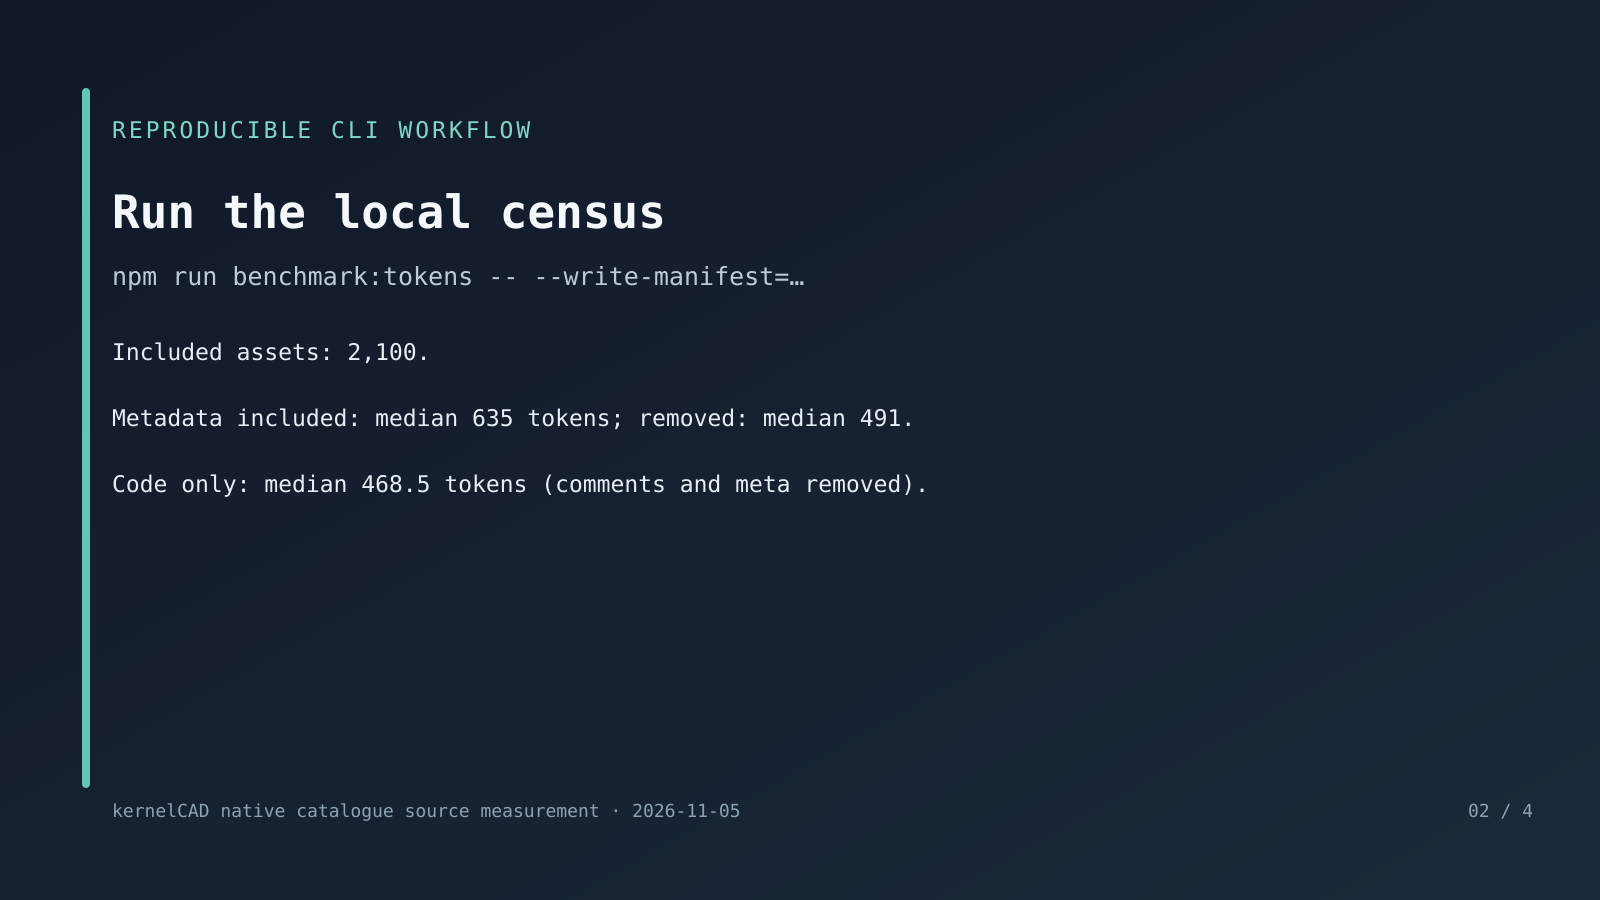 REPRODUCIBLE CLI WORKFLOW
Run the local census
npm run benchmark:tokens -- --write-manifest=…
Included assets: 2,100.
Metadata included: median 635 tokens; removed: median 491.
Code only: median 468.5 tokens (comments and meta removed).
kernelCAD native catalogue source measurement · 2026-11-05
02 / 4